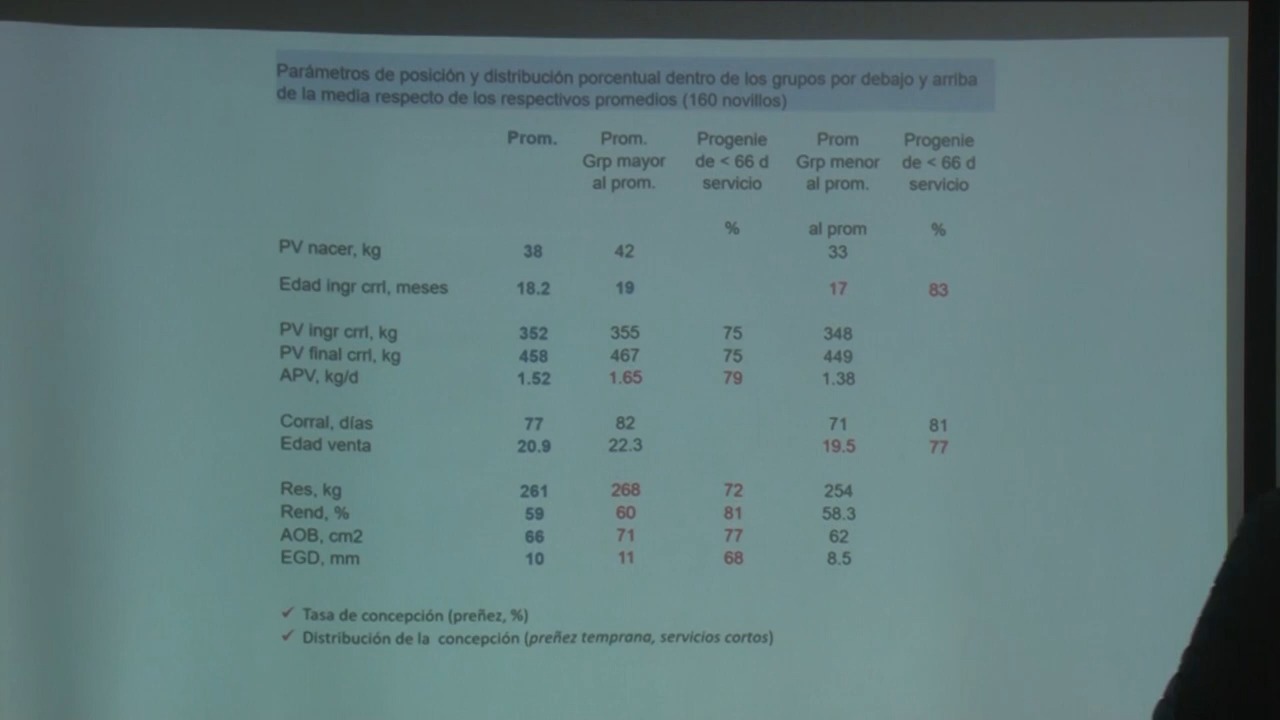 Parámetros de posición y distribución porcentual dentro de los grupos por debajo y arriba
de la media respecto de los respectivos promedios (160 novillos)
Prom. Prom. Progenie Prom Progenie
Grp mayor de < 66 d Grp menor de < 66 d
al prom. servicio al prom. servicio
% al prom %
PV nacer, kg 38 42 33
Edad ingr crrl, meses 18.2 19 17 83
PV ingr crrl, kg 352 355 75 348
PV final crrl, kg 458 467 75 449
APV, kg/d 1.52 1.65 79 1.38
Corral, días 77 82 71 81
Edad venta 20.9 22.3 19.5 77
Res, kg 261 268 72 254
Rend, % 59 60 81 58.3
AOB, cm2 66 71 77 62
EGD, mm 10 11 68 8.5
✓ Tasa de concepción (preñez, %)
✓ Distribución de la concepción (preñez temprana, servicios cortos)